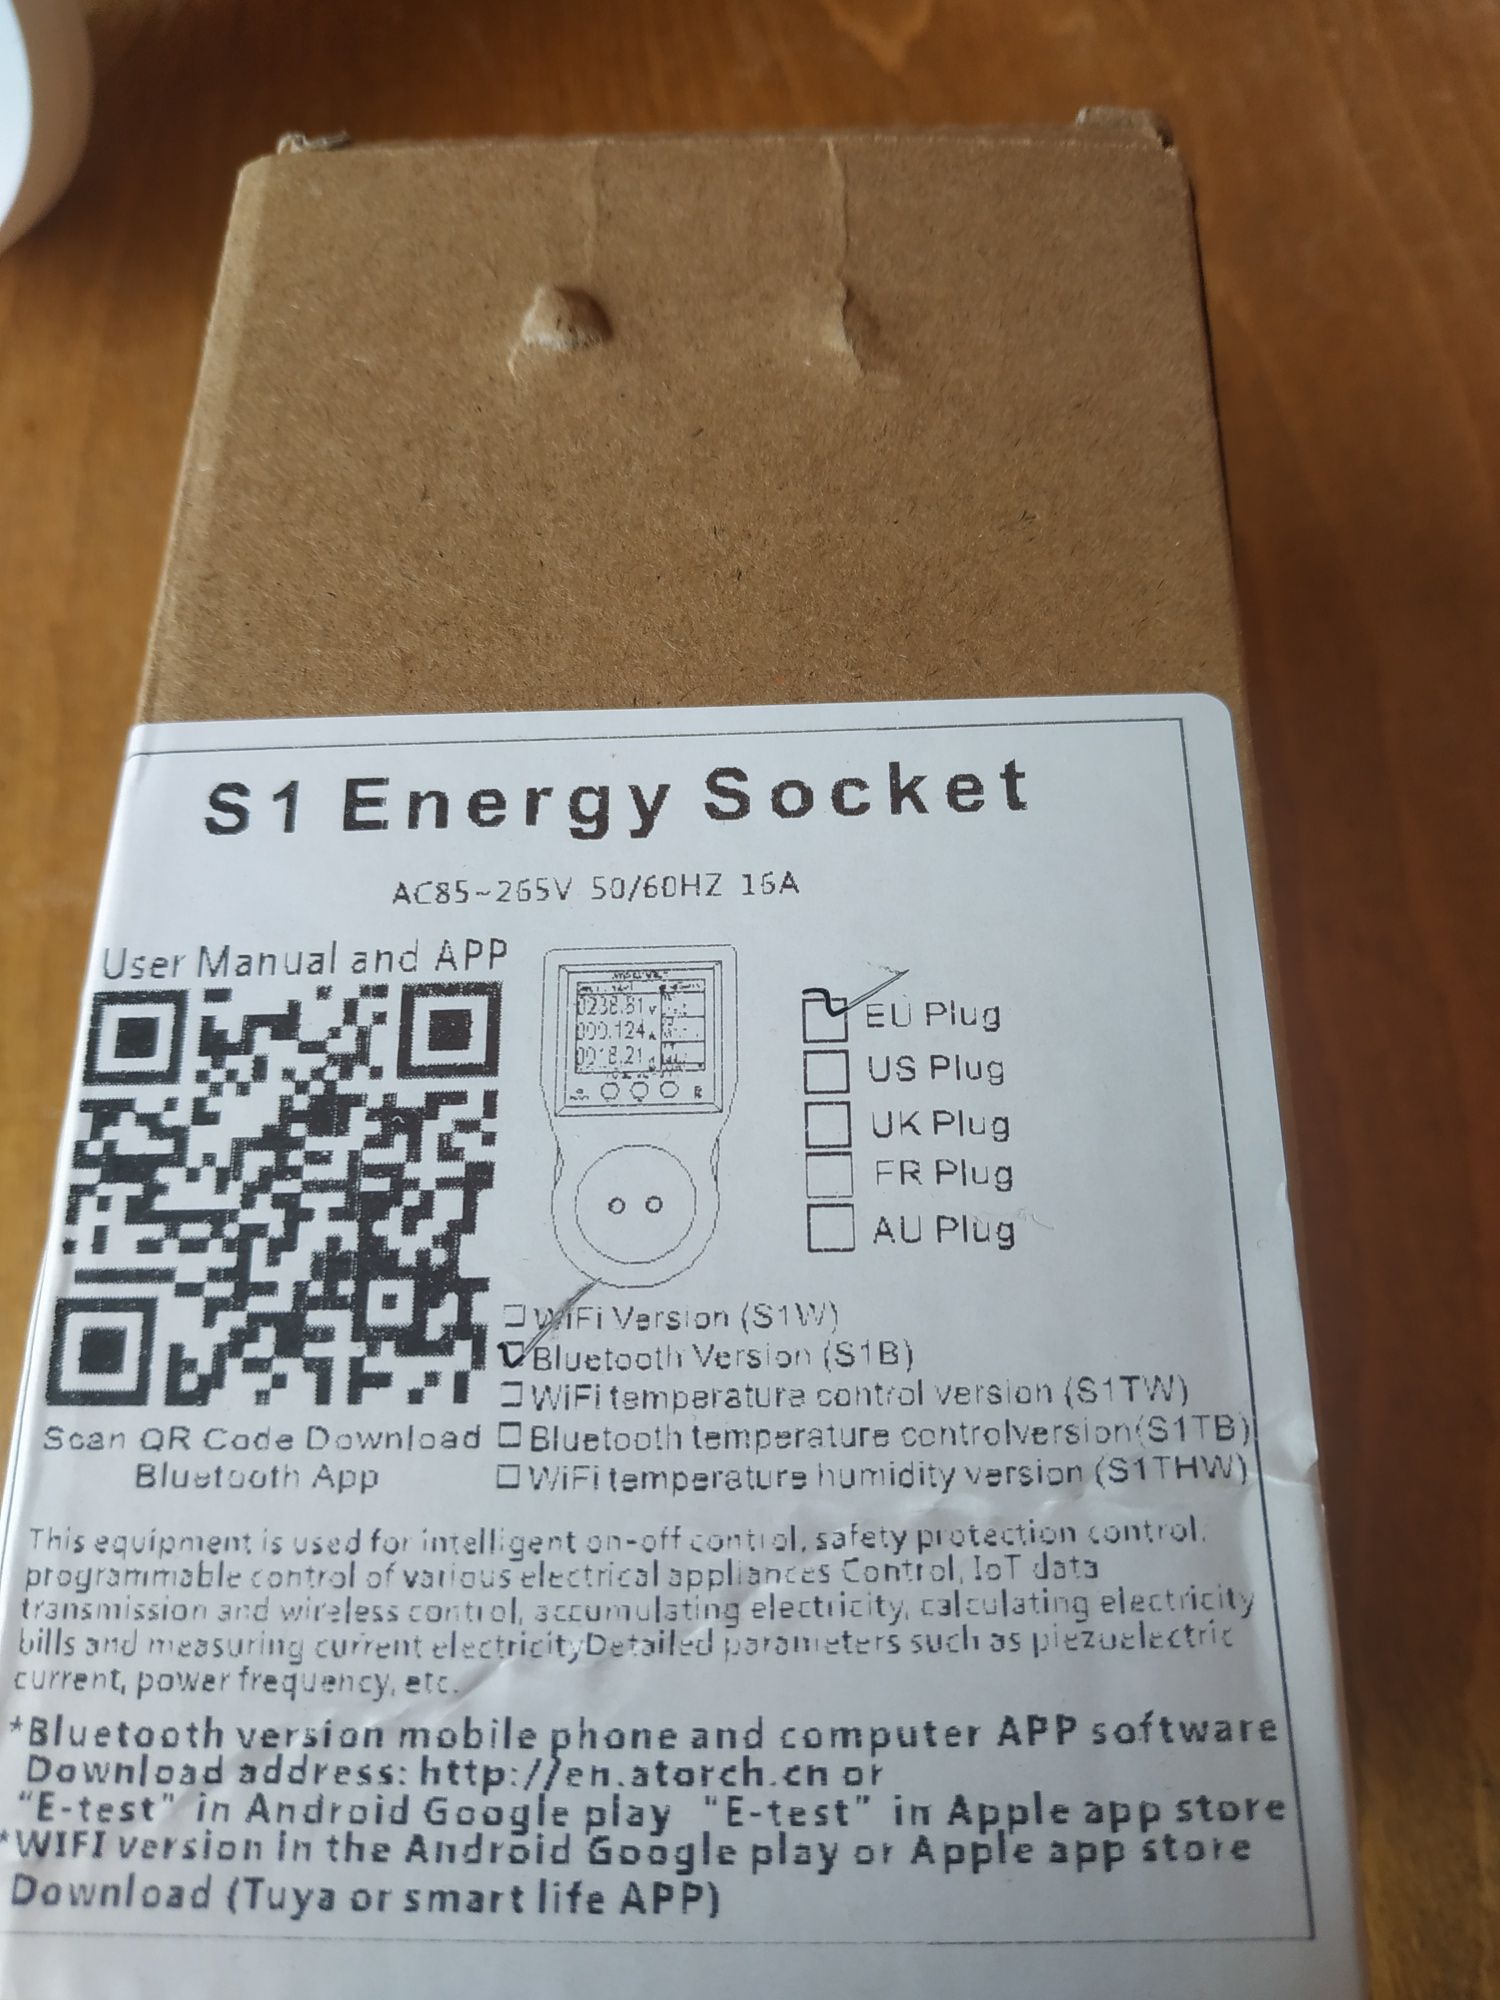 S1 Energy Socket
AC85~265V 50/60HZ 16A
User Manual and APP
0238.81v
000.124A
0018.21
EU Plug
US Plug
UK Plug
FR Plug
AU Plug
WiFi Version (S1W)
Bluetooth Version (S1B)
WiFi temperature control version (S1TW)
Bluetooth temperature controlversion(S1TB)
WiFi temperature humidity version (S1THW)
Scan QR Code Download
Bluetooth App
This equipment is used for intelligent on-off control, safety protection control,
programmable control of various electrical appliances Control, IoT data
transmission and wireless control, accumulating electricity, calculating electricity
bills and measuring current electricityDetailed parameters such as piezoelectric
current, power frequency, etc.
*Bluetooth version mobile phone and computer APP software
Download address: http://en.atorch.cn or
"E-test" in Android Google play "E-test" in Apple app store
*WIFI version in the Android Google play or Apple app store
Download (Tuya or smart life APP)